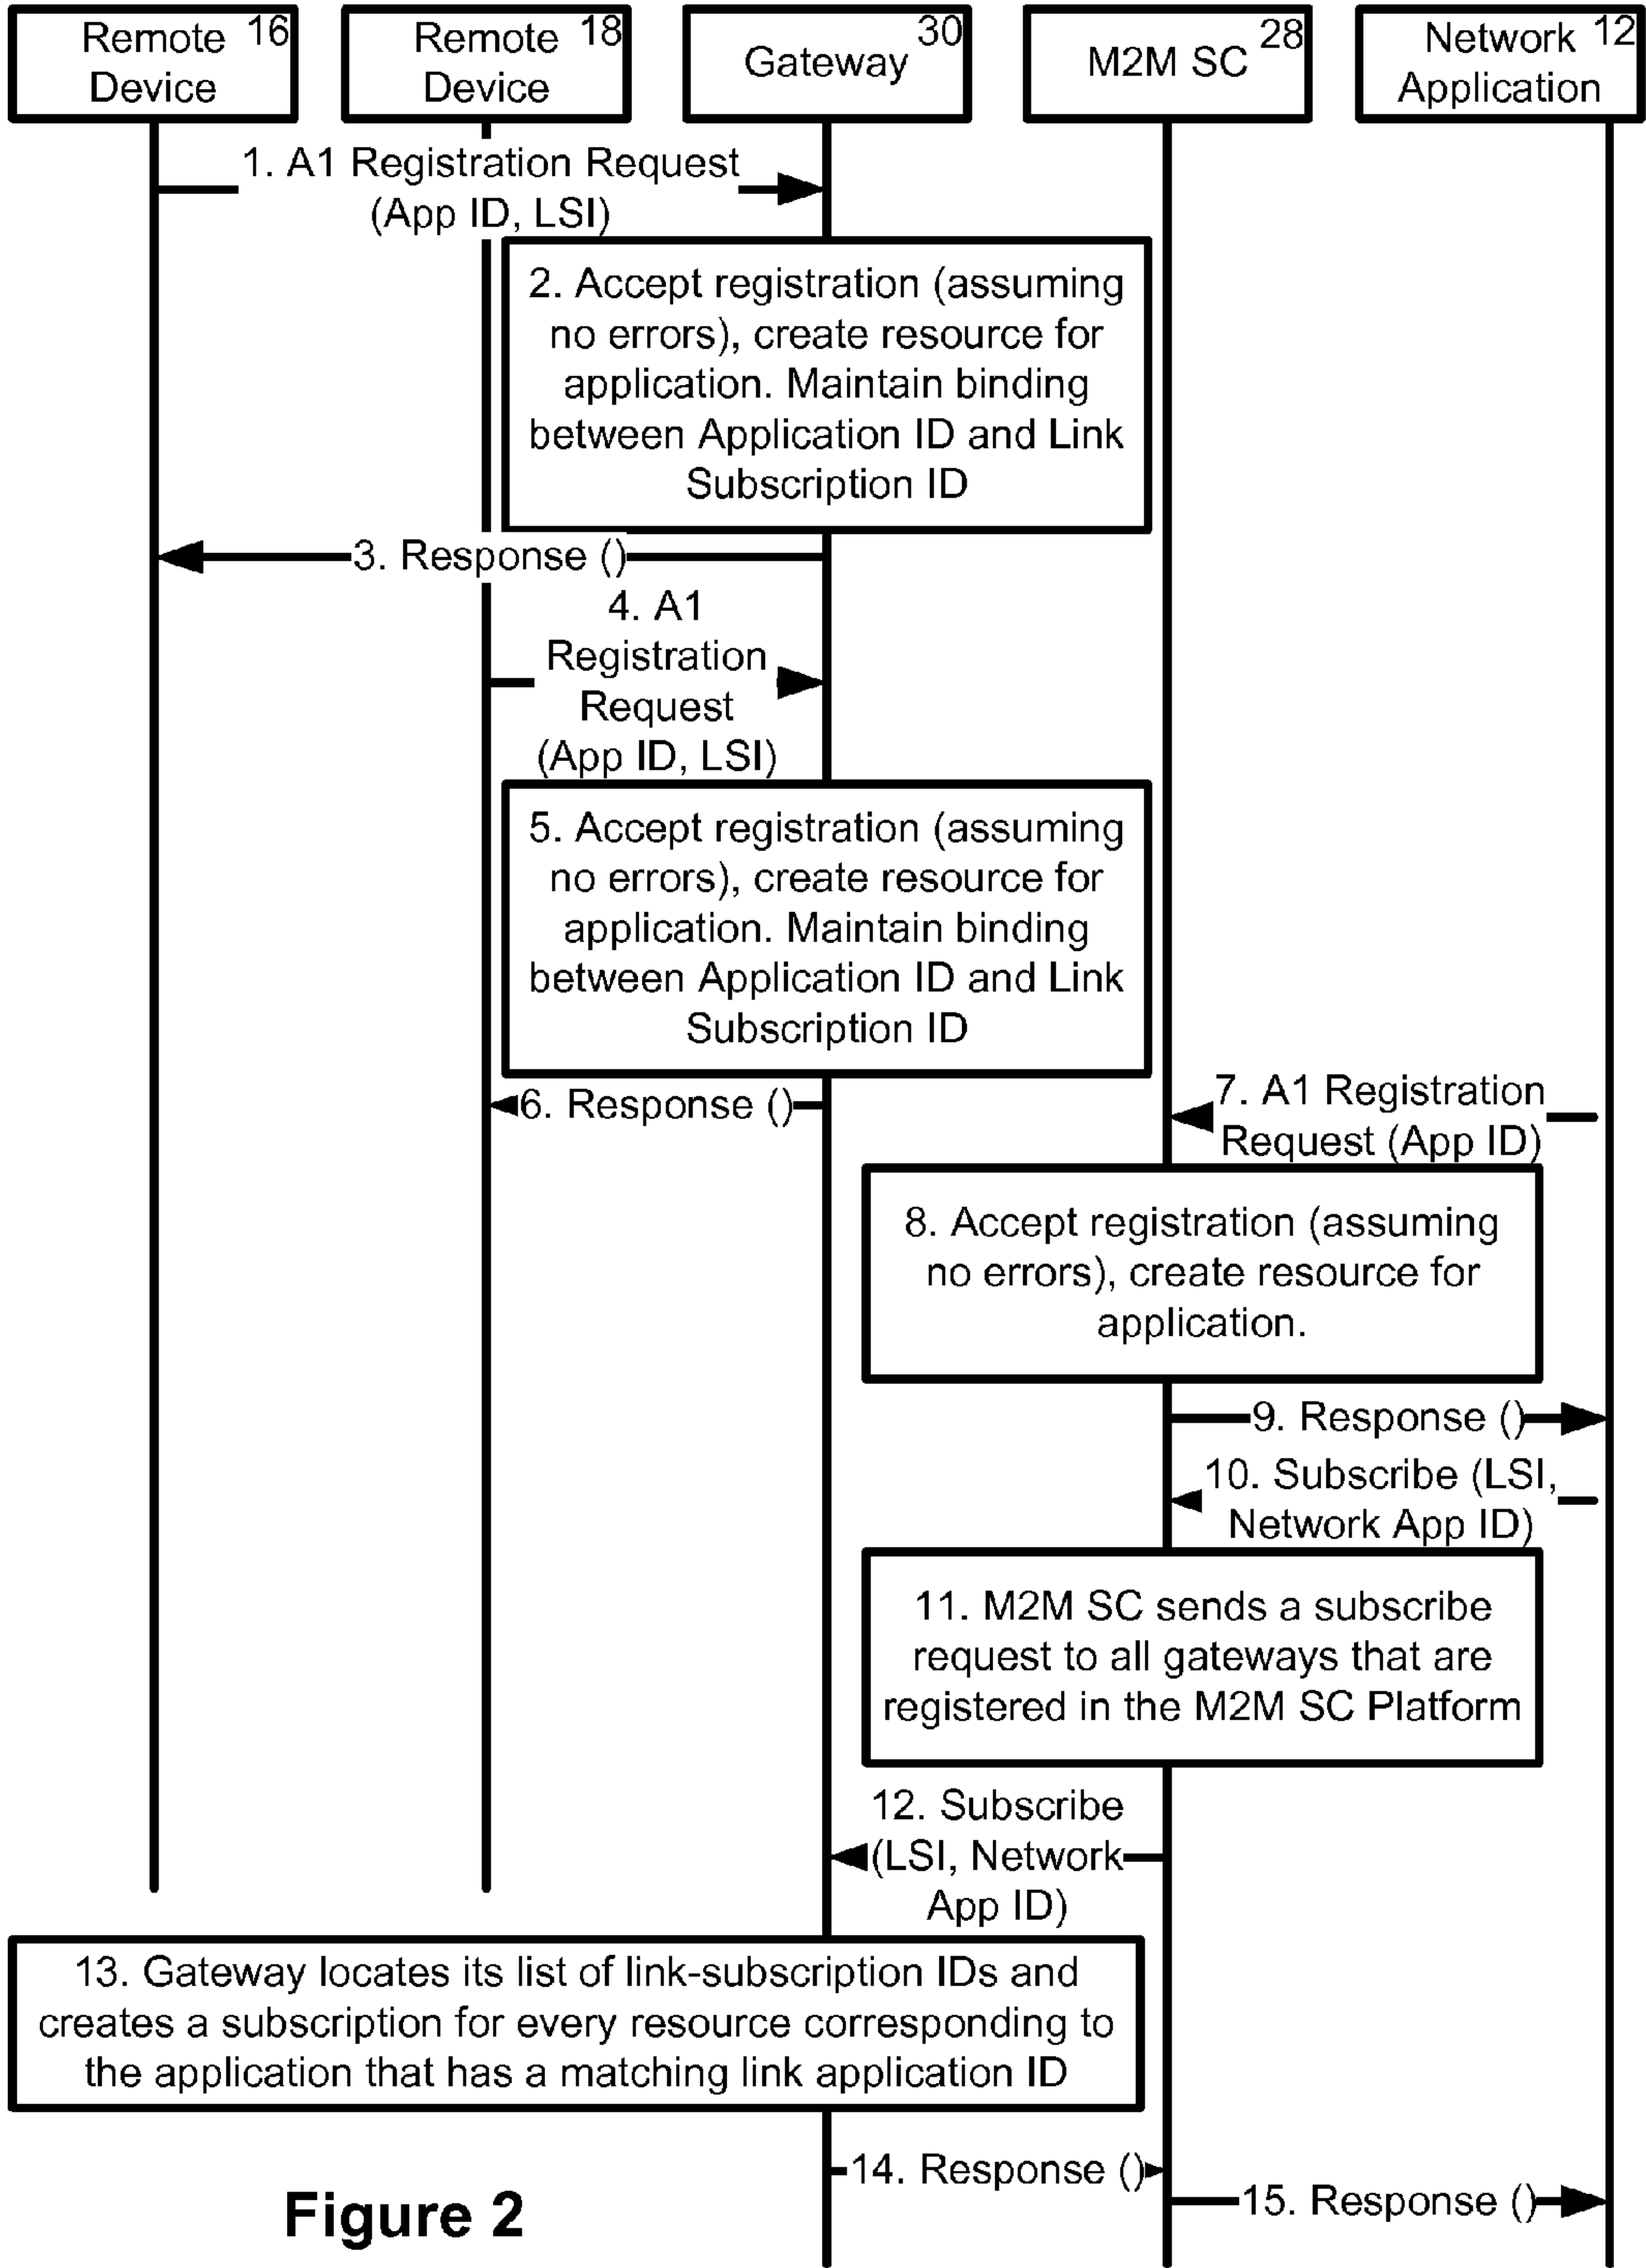 Remote 16
Device
Remote 18
Device
Gateway 30
M2M SC 28
Network 12
Application
1. A1 Registration Request
(App ID, LSI)
2. Accept registration (assuming
no errors), create resource for
application. Maintain binding
between Application ID and Link
Subscription ID
3. Response ()
4. A1
Registration
Request
(App ID, LSI)
5. Accept registration (assuming
no errors), create resource for
application. Maintain binding
between Application ID and Link
Subscription ID
6. Response ()
7. A1 Registration
Request (App ID)
8. Accept registration (assuming
no errors), create resource for
application.
9. Response ()
10. Subscribe (LSI,
Network App ID)
11. M2M SC sends a subscribe
request to all gateways that are
registered in the M2M SC Platform
12. Subscribe
(LSI, Network
App ID)
13. Gateway locates its list of link-subscription IDs and
creates a subscription for every resource corresponding to
the application that has a matching link application ID
14. Response ()
15. Response ()
Figure 2